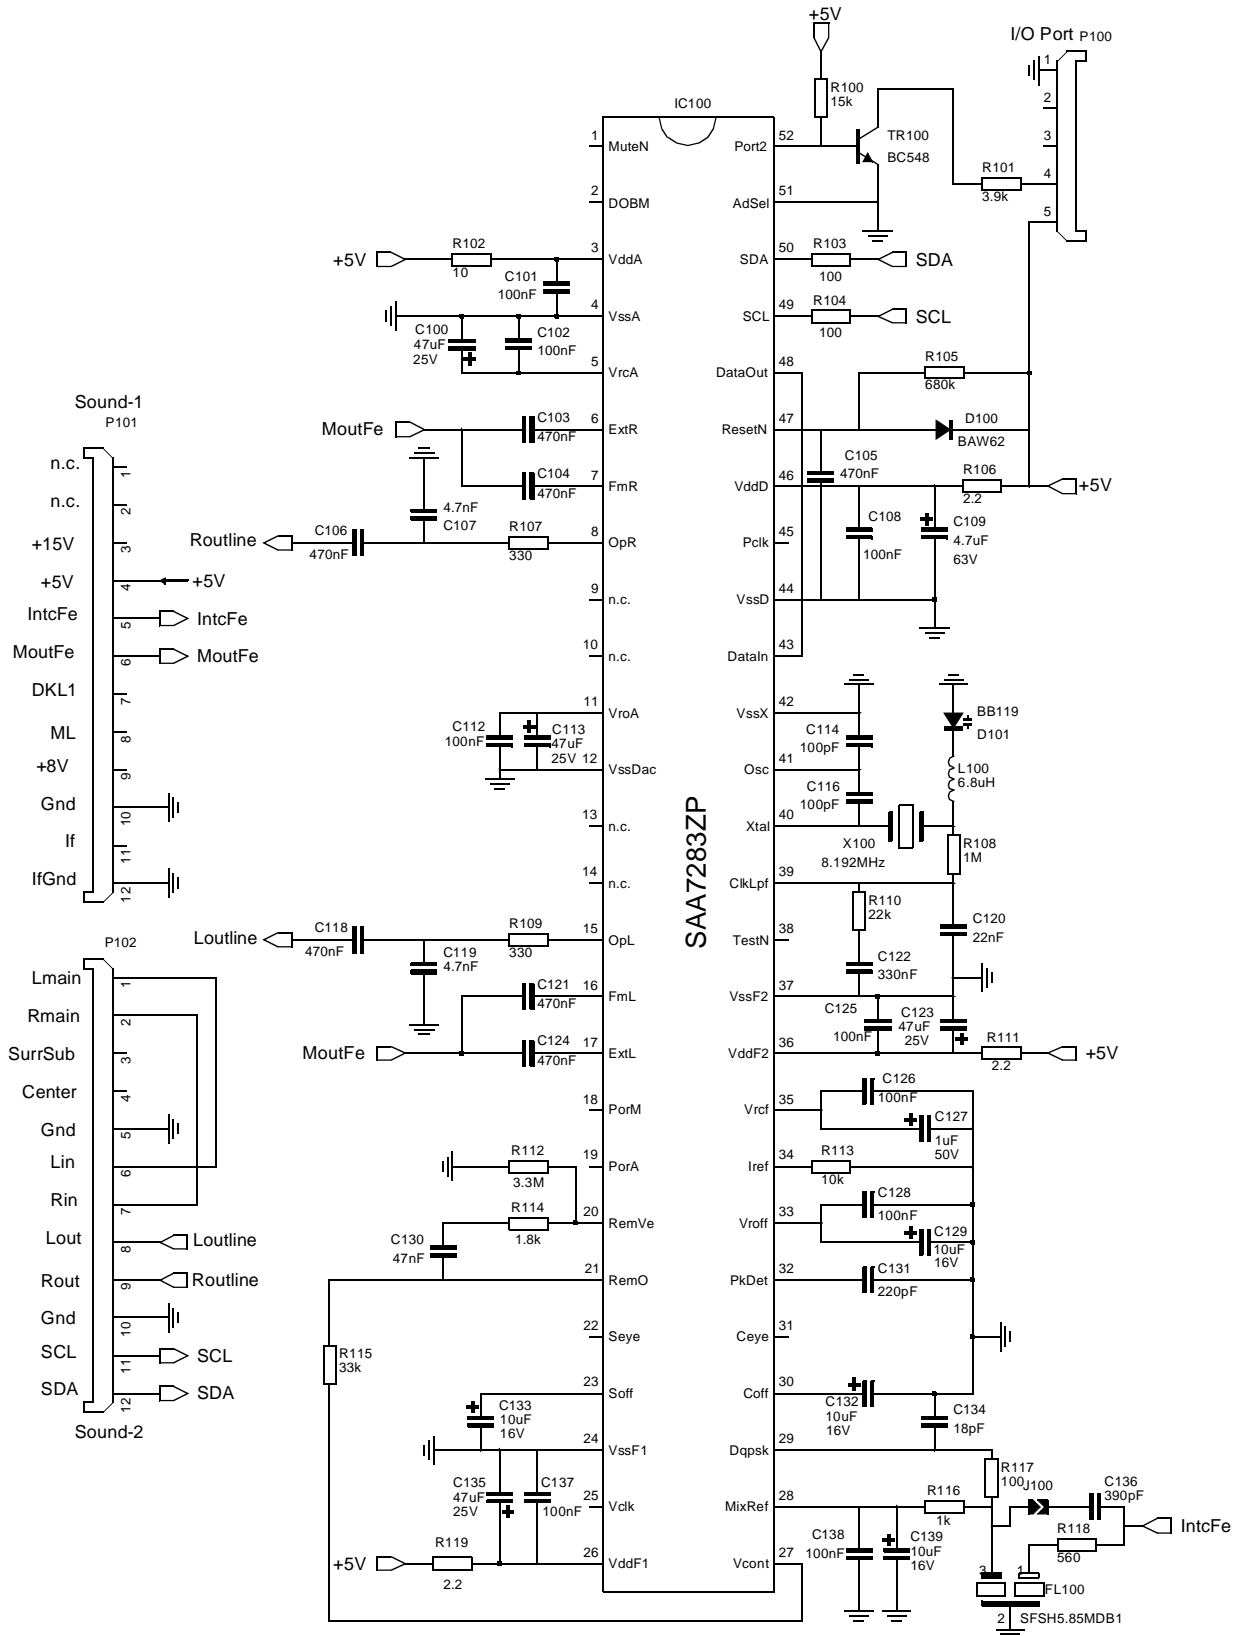 +5V
I/O Port P100
R100
15k
IC100
TR100
BC548
R101
3.9k
1
2
3
4
5
SAA7283ZP
1 MuteN
2 DOBM
3 VddA
4 VssA
5 VrcA
6 ExtR
7 FmR
8 OpR
9 n.c.
10 n.c.
11 VroA
12 VssDac
13 n.c.
14 n.c.
15 OpL
16 FmL
17 ExtL
18 PorM
19 PorA
20 RemVe
21 RemO
22 Seye
23 Soff
24 VssF1
25 Vclk
26 VddF1
Port2 52
AdSel 51
SDA 50
SCL 49
DataOut 48
ResetN 47
VddD 46
Pclk 45
VssD 44
DataIn 43
VssX 42
Osc 41
Xtal 40
ClkLpf 39
TestN 38
VssF2 37
VddF2 36
Vrcf 35
Iref 34
Vroff 33
PkDet 32
Ceye 31
Coff 30
Dqpsk 29
MixRef 28
Vcont 27
+5V
R102
10
C101
100nF
C100
47uF
25V
C102
100nF
MoutFe
C103
470nF
C104
470nF
4.7nF
C107
Routline
C106
470nF
R107
330
C112
100nF
C113
47uF
25V
Loutline
C118
470nF
R109
330
C119
4.7nF
C121
470nF
MoutFe
C124
470nF
R112
3.3M
R114
1.8k
C130
47nF
R115
33k
C133
10uF
16V
C135
47uF
25V
C137
100nF
+5V
R119
2.2
R103
100
SDA
R104
100
SCL
R105
680k
D100
BAW62
C105
470nF
R106
2.2
+5V
C108
100nF
C109
4.7uF
63V
C114
100pF
BB119
D101
C116
100pF
L100
6.8uH
X100
8.192MHz
R108
1M
R110
22k
C120
22nF
C122
330nF
C125
100nF
C123
47uF
25V
R111
2.2
+5V
C126
100nF
C127
1uF
50V
R113
10k
C128
100nF
C129
10uF
16V
C131
220pF
C132
10uF
16V
C134
18pF
R117
100
J100
C136
390pF
R116
1k
R118
560
IntcFe
C138
100nF
C139
10uF
16V
3
1
FL100
2
SFSH5.85MDB1
Sound-1
P101
n.c. 1
n.c. 2
+15V 3
+5V 4 +5V
IntcFe 5 IntcFe
MoutFe 6 MoutFe
DKL1 7
ML 8
+8V 9
Gnd 10
If 11
IfGnd 12
P102
Lmain 1
Rmain 2
SurrSub 3
Center 4
Gnd 5
Lin 6
Rin 7
Lout 8 Loutline
Rout 9 Routline
Gnd 10
SCL 11 SCL
SDA 12 SDA
Sound-2